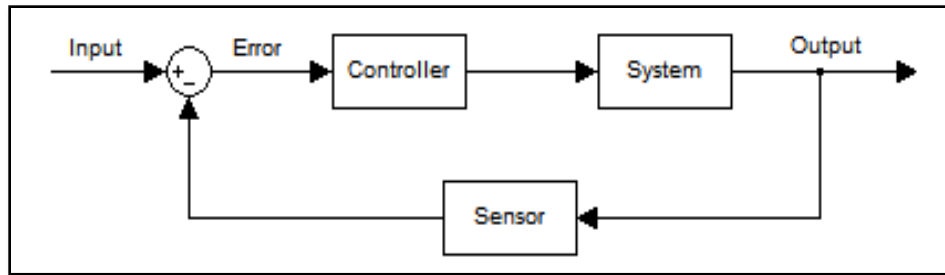 Input
Error
Controller
System
Output
+
−
Sensor